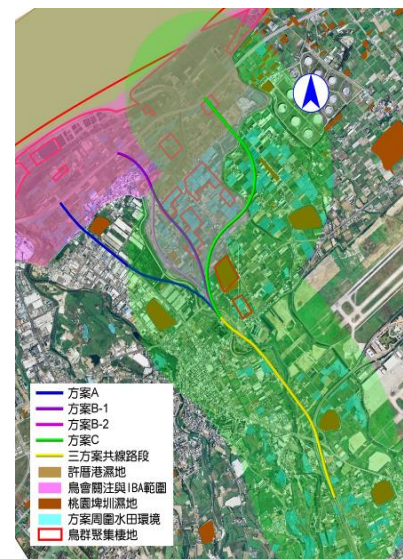 方案A
方案B-1
方案B-2
方案C
三方案共線路段
許厝港濕地
鳥會關注與IBA範圍
桃園埤圳濕地
方案周圍水田環境
鳥群聚集棲地